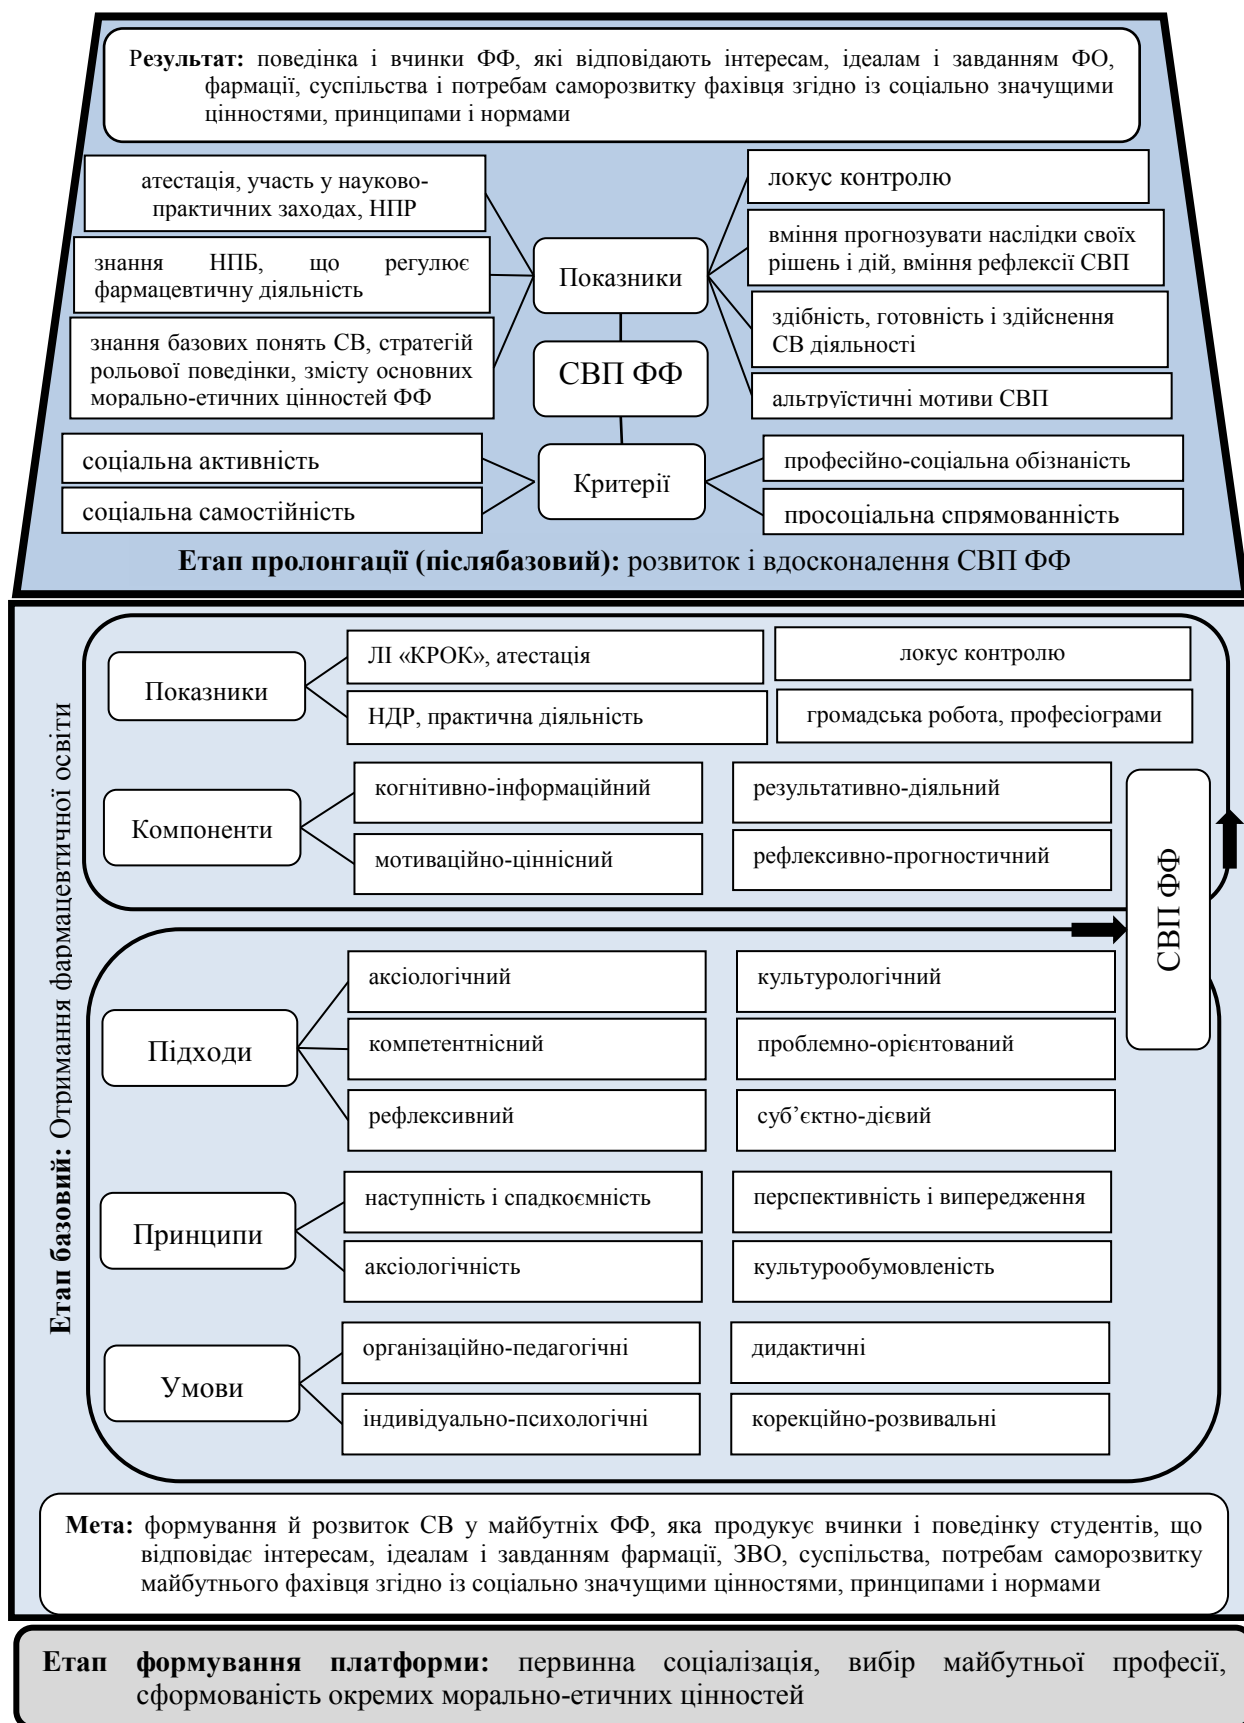 Результат: поведінка і вчинки ФФ, які відповідають інтересам, ідеалам і завданням ФО,
фармації, суспільства і потребам саморозвитку фахівця згідно із соціально значущими
цінностями, принципами і нормами
атестація, участь у науково-
практичних заходах, НПР
знання НПБ, що регулює
фармацевтичну діяльність
знання базових понять СВ, стратегій
рольової поведінки, змісту основних
морально-етичних цінностей ФФ
Показники
локус контролю
вміння прогнозувати наслідки своїх
рішень і дій, вміння рефлексії СВП
здібність, готовність і здійснення
СВ діяльності
альтруїстичні мотиви СВП
СВП ФФ
соціальна активність
соціальна самостійність
Критерії
професійно-соціальна обізнаність
просоціальна спрямованність
Етап пролонгації (післябазовий): розвиток і вдосконалення СВП ФФ
Етап базовий: Отримання фармацевтичної освіти
Показники
ЛІ «КРОК», атестація
локус контролю
НДР, практична діяльність
громадська робота, професіограми
Компоненти
когнітивно-інформаційний
результативно-діяльний
мотиваційно-ціннісний
рефлексивно-прогностичний
СВП ФФ
Підходи
аксіологічний
культурологічний
компетентнісний
проблемно-орієнтований
рефлексивний
суб’єктно-дієвий
Принципи
наступність і спадкоємність
перспективність і випередження
аксіологічність
культурообумовленість
Умови
організаційно-педагогічні
дидактичні
індивідуально-психологічні
корекційно-розвивальні
Мета: формування й розвиток СВ у майбутніх ФФ, яка продукує вчинки і поведінку студентів, що
відповідає інтересам, ідеалам і завданням фармації, ЗВО, суспільства, потребам саморозвитку
майбутнього фахівця згідно із соціально значущими цінностями, принципами і нормами
Етап формування платформи: первинна соціалізація, вибір майбутньої професії,
сформованість окремих морально-етичних цінностей